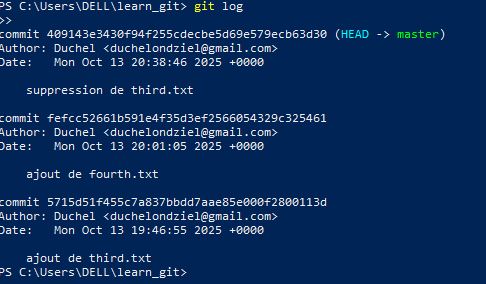 PS C:\Users\DELL\learn_git> git log
>>
commit 409143e3430f94f255cdecbe5d69e579ecb63d30 (HEAD -> master)
Author: Duchel <duchelondziel@gmail.com>
Date:   Mon Oct 13 20:38:46 2025 +0000
suppression de third.txt
commit fefcc52661b591e4f35d3ef2566054329c325461
Author: Duchel <duchelondziel@gmail.com>
Date:   Mon Oct 13 20:01:05 2025 +0000
ajout de fourth.txt
commit 5715d51f455c7a837bbdd7aae85e000f2800113d
Author: Duchel <duchelondziel@gmail.com>
Date:   Mon Oct 13 19:46:55 2025 +0000
ajout de third.txt
PS C:\Users\DELL\learn_git>